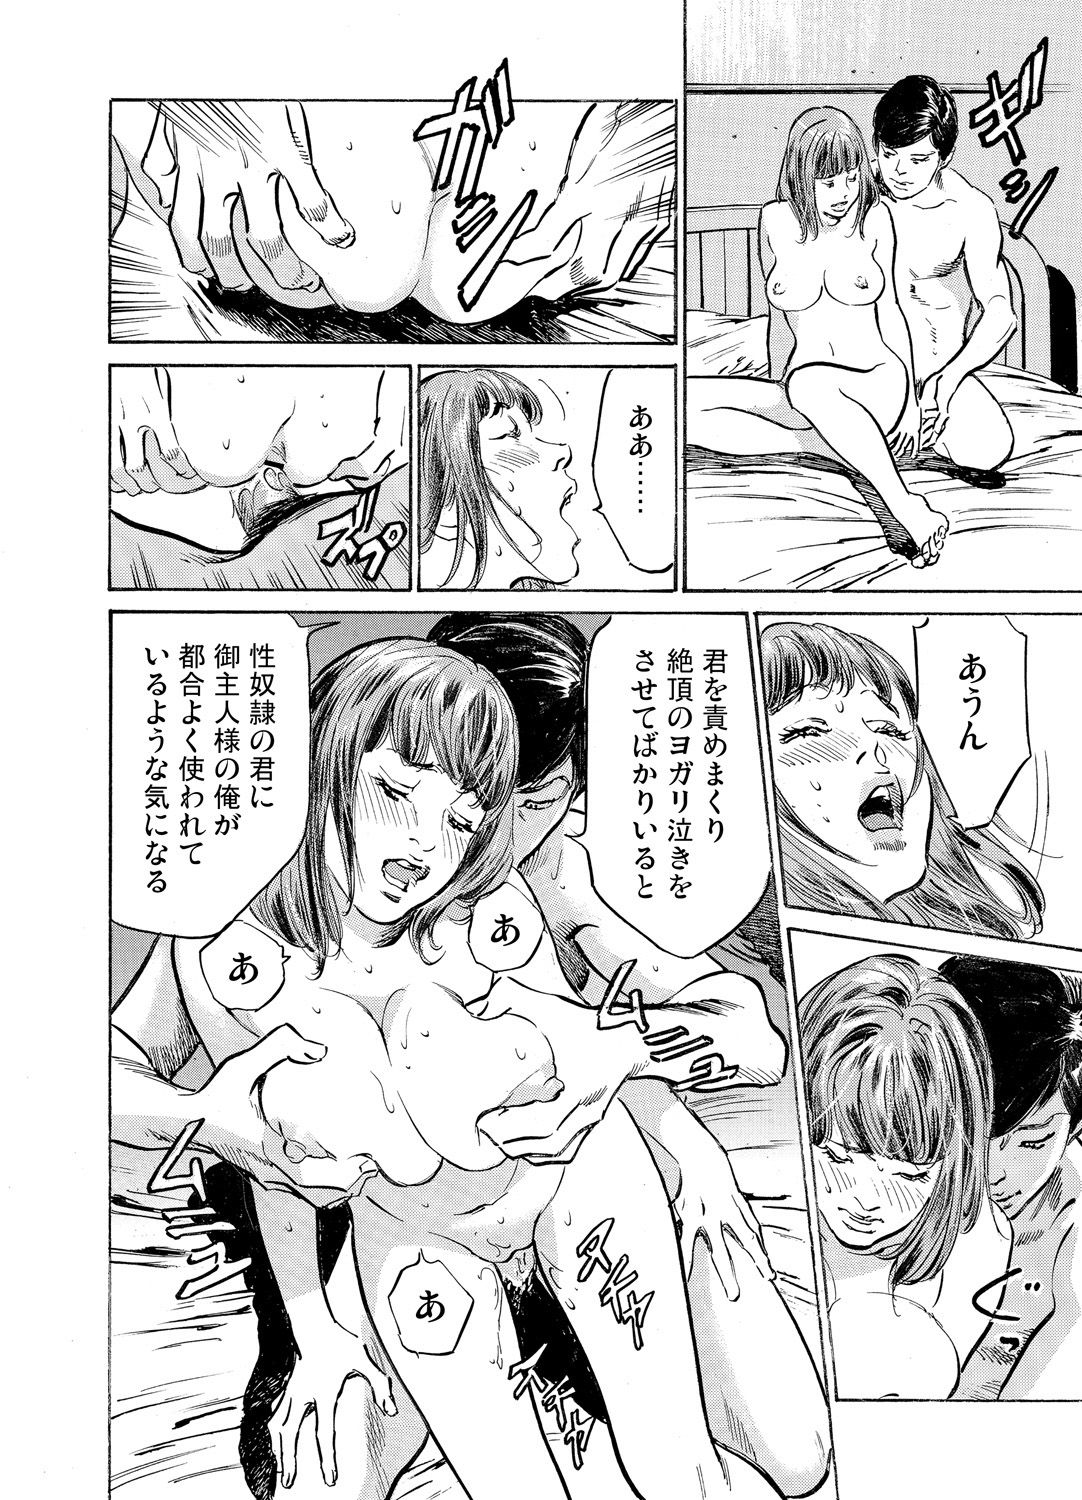 ギシ
ガシッ
ああ……
ズプ
あうん
君を責めまくり
絶頂のヨガリ泣きを
させてばかりいると
性奴隷の君に
御主人様の俺が
都合よく使われて
いるような気になる
あ
あ
ムニュ
ムニュ
あ
ぐっ